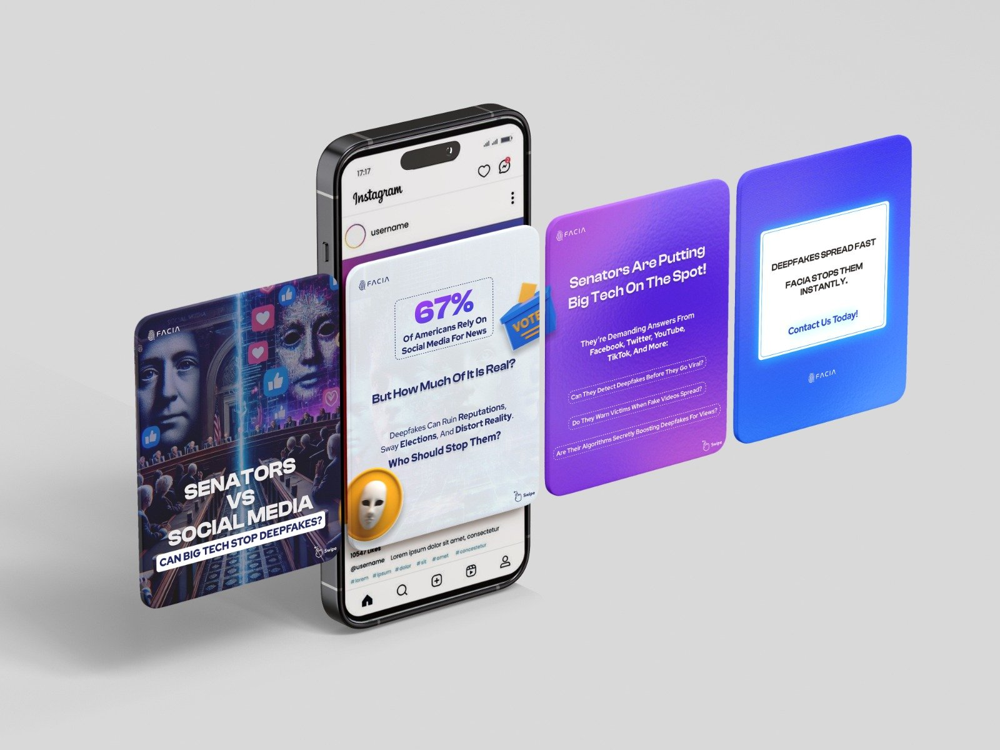 FACIA
SENATORS
VS
SOCIAL MEDIA
CAN BIG TECH STOP DEEPFAKES?
Swipe
17:17
Instagram
username
FACIA
67%
Of Americans Rely On
Social Media For News
VOTE
But How Much Of It Is Real?
Deepfakes Can Ruin Reputations,
Sway Elections, And Distort Reality.
Who Should Stop Them?
Swipe
10547 Likes
@username Lorem ipsum dolor sit amet, consectetur
#lorem #ipsum #dolor #sit #amet #concestetur
FACIA
Senators Are Putting
Big Tech On The Spot!
They're Demanding Answers From
Facebook, Twitter, YouTube,
TikTok, And More:
Can They Detect Deepfakes Before They Go Viral?
Do They Warn Victims When Fake Videos Spread?
Are Their Algorithms Secretly Boosting Deepfakes For Views?
Swipe
DEEPFAKES SPREAD FAST
FACIA STOPS THEM
INSTANTLY.
Contact Us Today!
FACIA